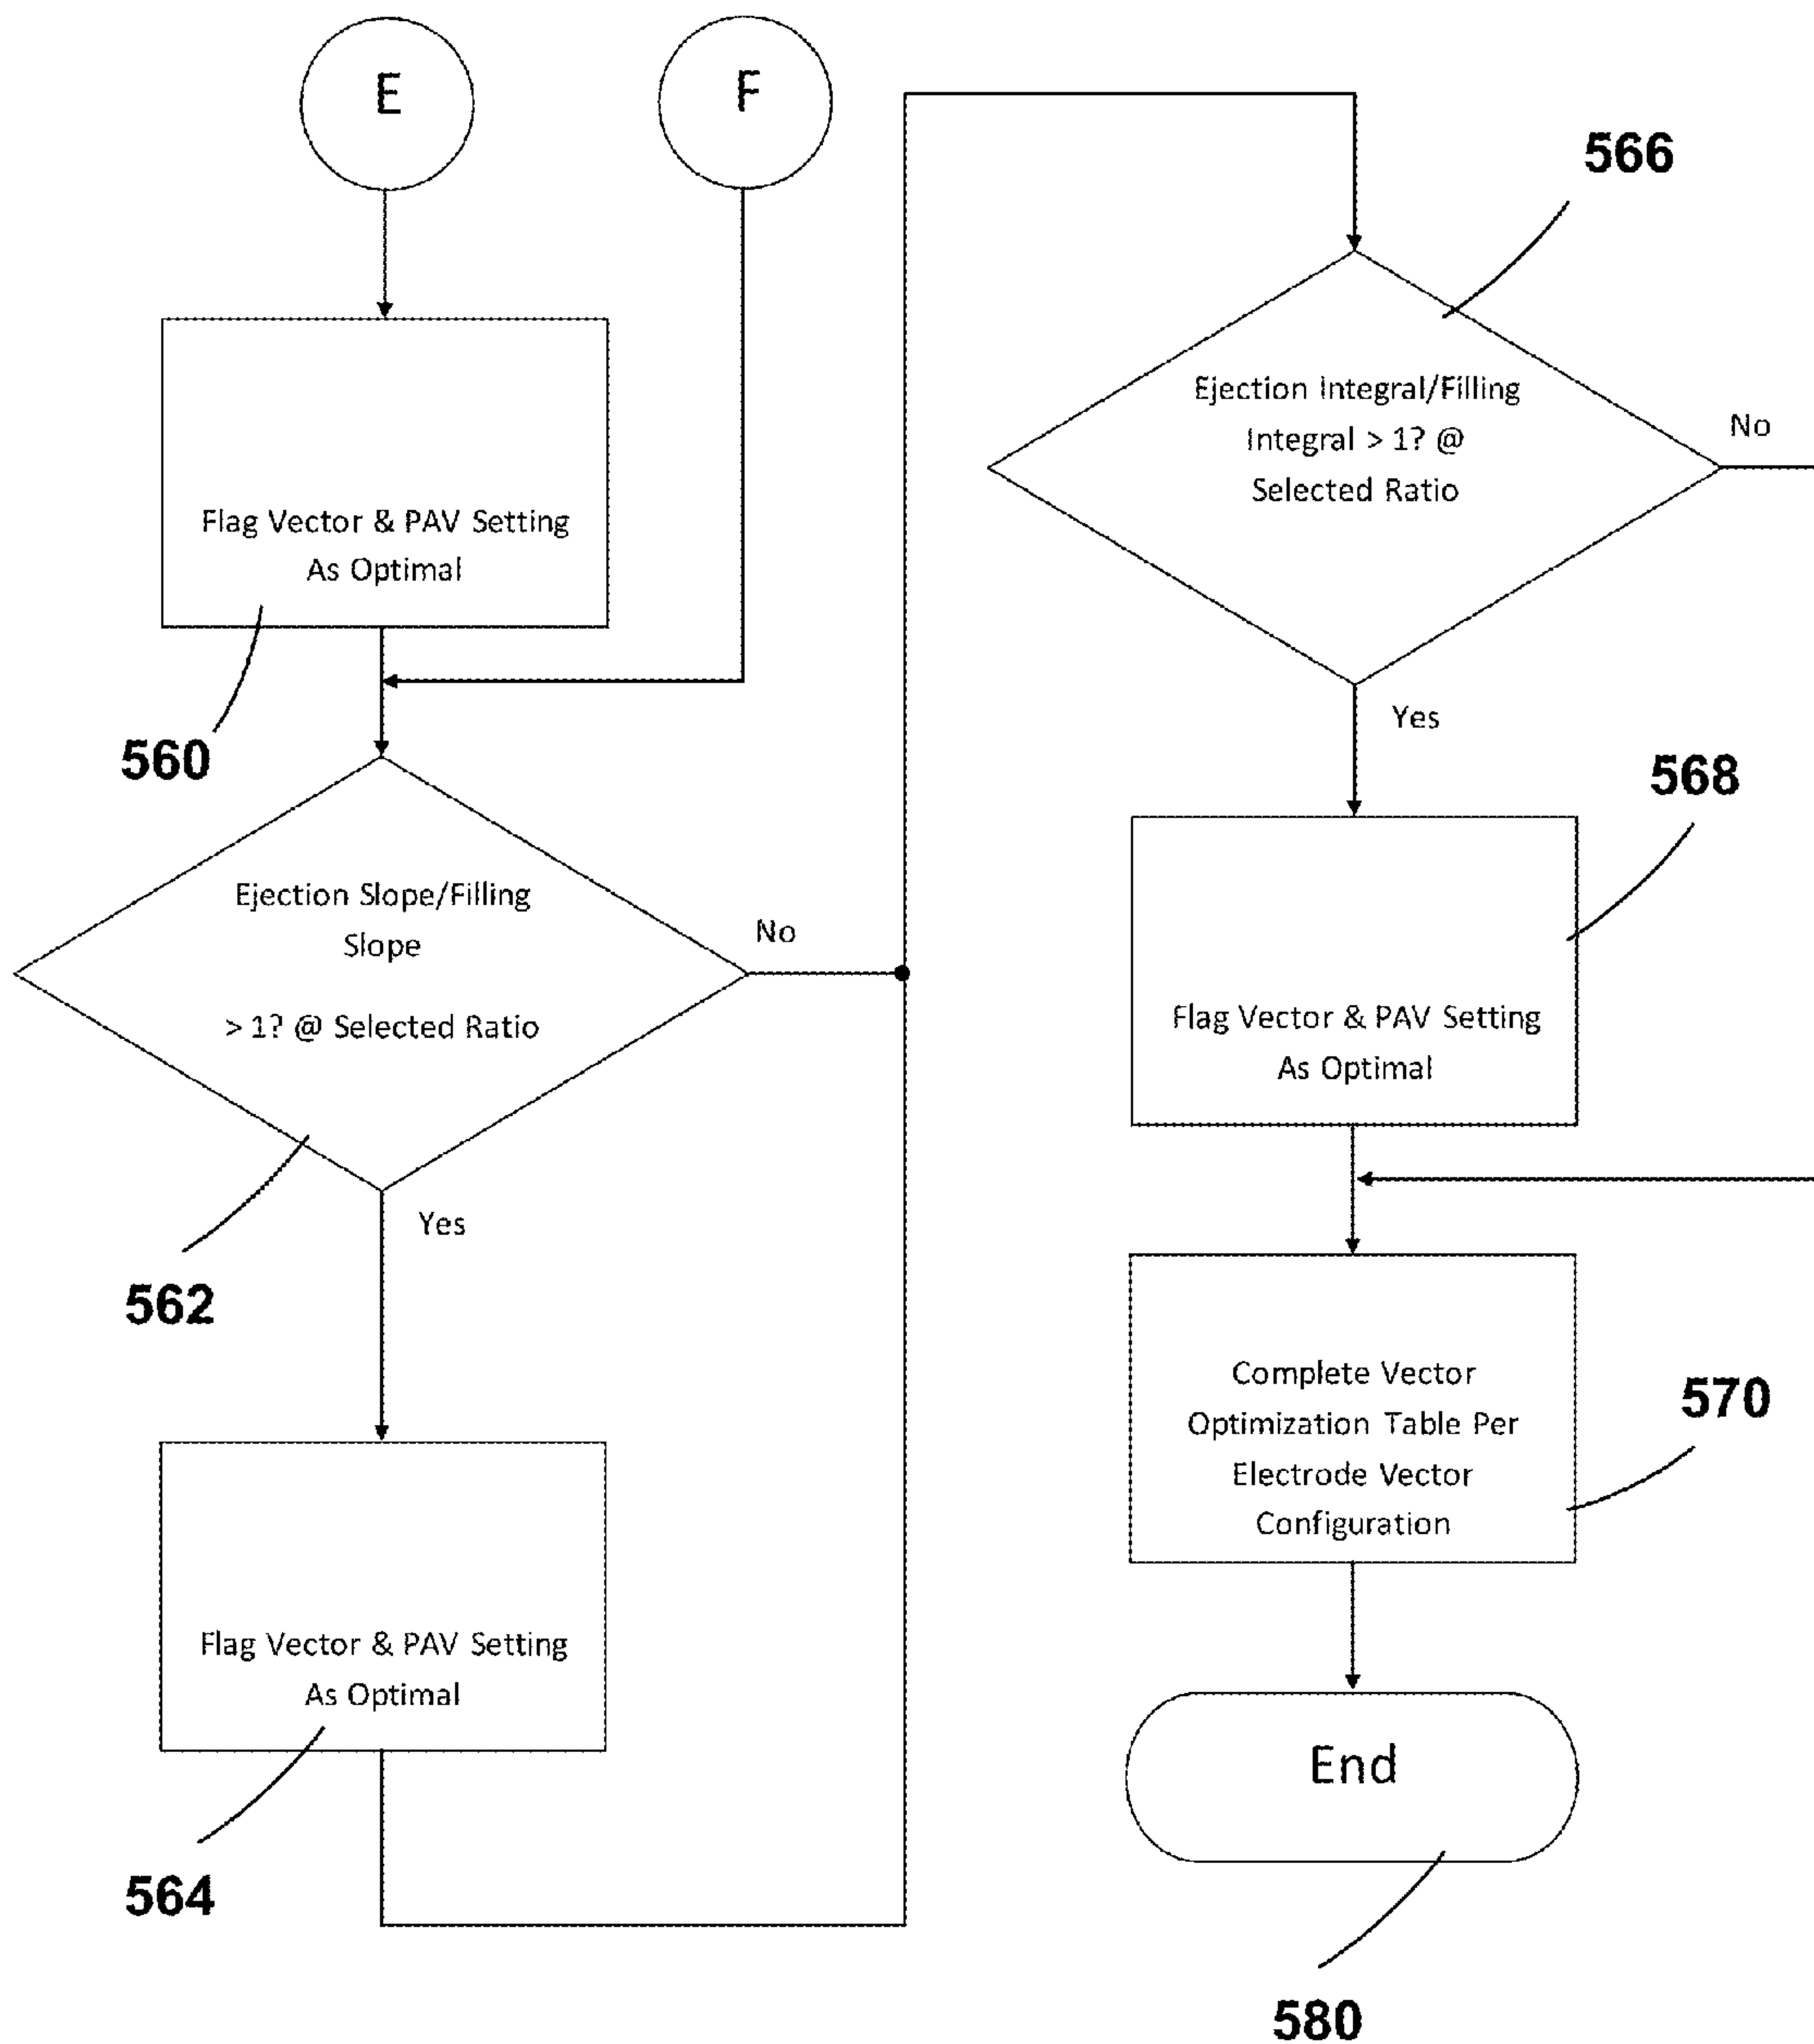 E
F
Flag Vector & PAV Setting
As Optimal
560
Ejection Slope/Filling
Slope
> 1? @ Selected Ratio
No
562
Yes
Flag Vector & PAV Setting
As Optimal
564
566
Ejection Integral/Filling
Integral > 1? @
Selected Ratio
No
Yes
568
Flag Vector & PAV Setting
As Optimal
Complete Vector
Optimization Table Per
Electrode Vector
Configuration
570
End
580